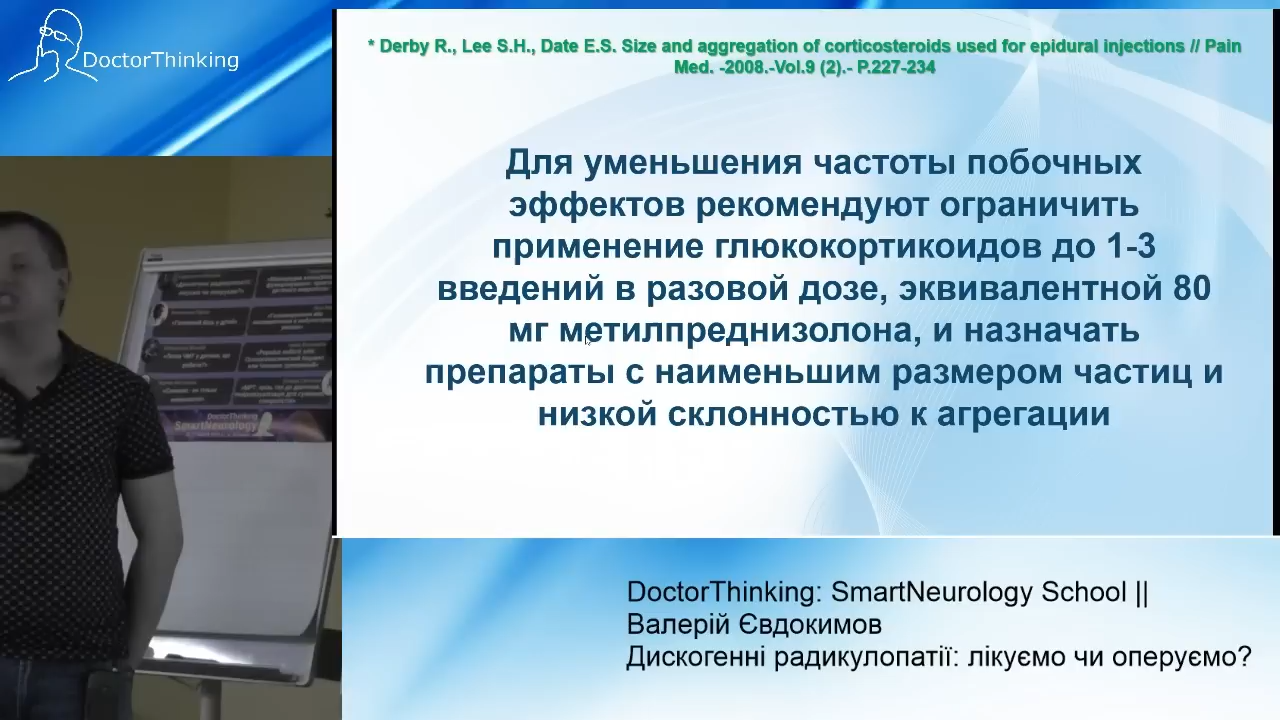 DoctorThinking
* Derby R., Lee S.H., Date E.S. Size and aggregation of corticosteroids used for epidural injections // Pain
Med. -2008.-Vol.9 (2).- P.227-234
Для уменьшения частоты побочных
эффектов рекомендуют ограничить
применение глюкокортикоидов до 1-3
введений в разовой дозе, эквивалентной 80
мг метилпреднизолона, и назначать
препараты с наименьшим размером частиц и
низкой склонностью к агрегации
DoctorThinking
SmartNeurology
DoctorThinking: SmartNeurology School ||
Валерій Євдокимов
Дискогенні радикулопатії: лікуємо чи оперуємо?